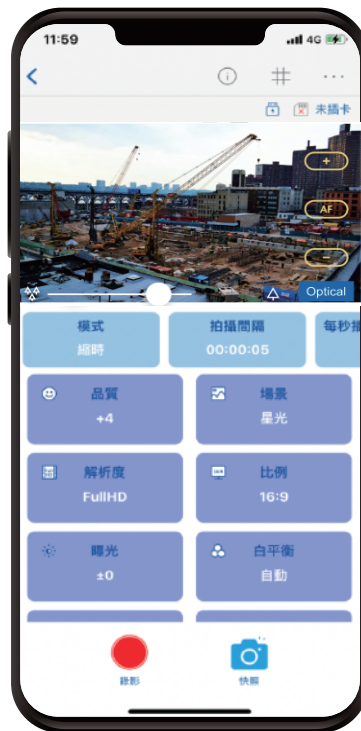 11:59
4G
未插卡
+
AF
−
Optical
模式
縮時
拍攝間隔
00:00:05
每秒
品質
+4
場景
星光
解析度
FullHD
比例
16:9
曝光
±0
白平衡
自動
錄影
快照